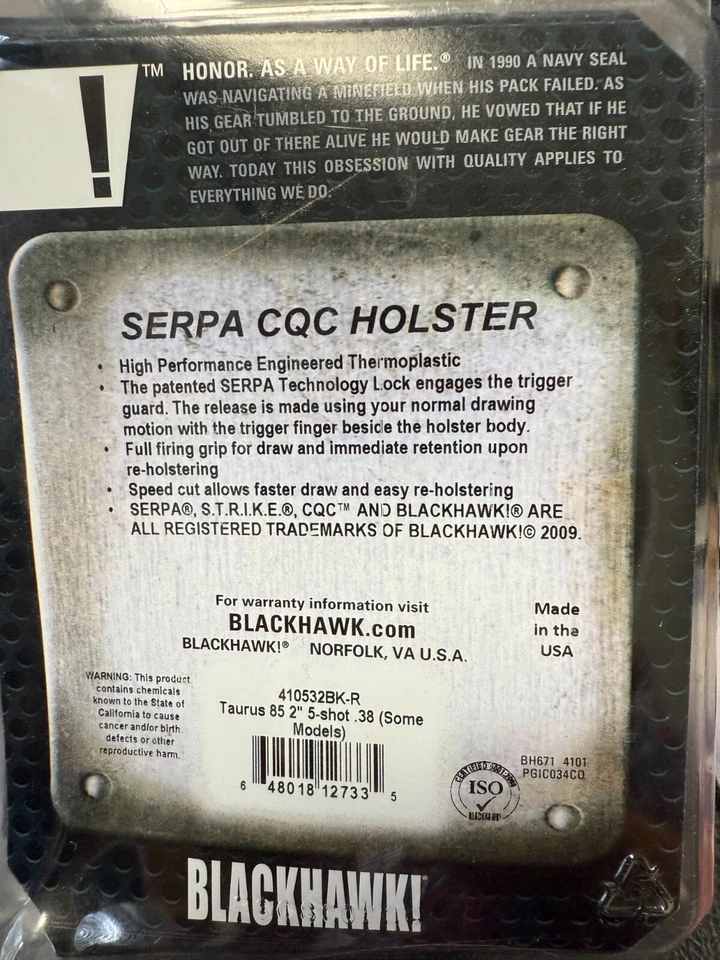 !™ HONOR. AS A WAY OF LIFE.® IN 1990 A NAVY SEAL
WAS NAVIGATING A MINEFIELD WHEN HIS PACK FAILED. AS
HIS GEAR TUMBLED TO THE GROUND, HE VOWED THAT IF HE
GOT OUT OF THERE ALIVE HE WOULD MAKE GEAR THE RIGHT
WAY. TODAY THIS OBSESSION WITH QUALITY APPLIES TO
EVERYTHING WE DO.
SERPA CQC HOLSTER
• High Performance Engineered Thermoplastic
• The patented SERPA Technology Lock engages the trigger
guard. The release is made using your normal drawing
motion with the trigger finger beside the holster body.
• Full firing grip for draw and immediate retention upon
re-holstering
• Speed cut allows faster draw and easy re-holstering
• SERPA®, S.T.R.I.K.E.®, CQC™ AND BLACKHAWK!® ARE
ALL REGISTERED TRADEMARKS OF BLACKHAWK!© 2009.
For warranty information visit
BLACKHAWK.com
BLACKHAWK!® NORFOLK, VA U.S.A.
Made
in the
USA
WARNING: This product
contains chemicals
known to the State of
California to cause
cancer and/or birth
defects or other
reproductive harm.
410532BK-R
Taurus 85 2" 5-shot .38 (Some
Models)
6 48018 12733 5
BH671 4101
PGIC034CO
CERTIFIED 9001:2000
ISO
BLACKHAWK!
BLACKHAWK!